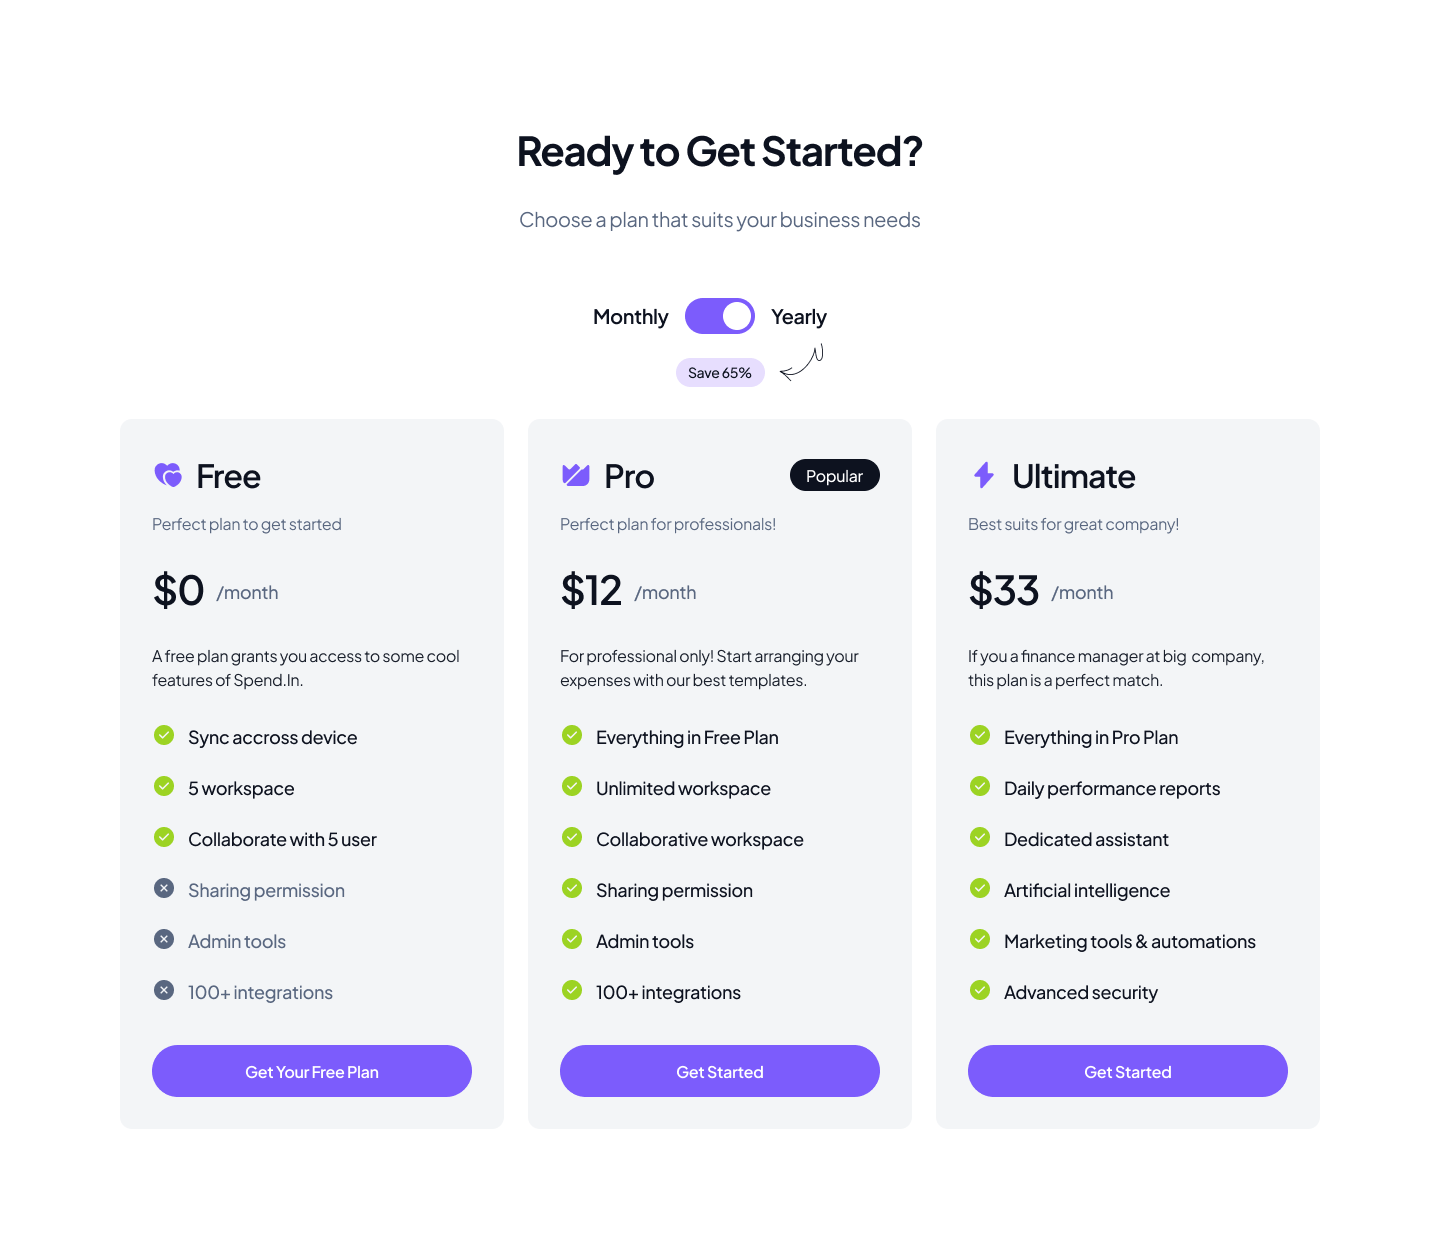 Ready to Get Started?
Choose a plan that suits your business needs
Monthly
Yearly
Save 65%
Free
Perfect plan to get started
$0 /month
A free plan grants you access to some cool
features of Spend.In.
Sync accross device
5 workspace
Collaborate with 5 user
Sharing permission
Admin tools
100+ integrations
Get Your Free Plan
Pro
Popular
Perfect plan for professionals!
$12 /month
For professional only! Start arranging your
expenses with our best templates.
Everything in Free Plan
Unlimited workspace
Collaborative workspace
Sharing permission
Admin tools
100+ integrations
Get Started
Ultimate
Best suits for great company!
$33 /month
If you a finance manager at big company,
this plan is a perfect match.
Everything in Pro Plan
Daily performance reports
Dedicated assistant
Artificial intelligence
Marketing tools & automations
Advanced security
Get Started